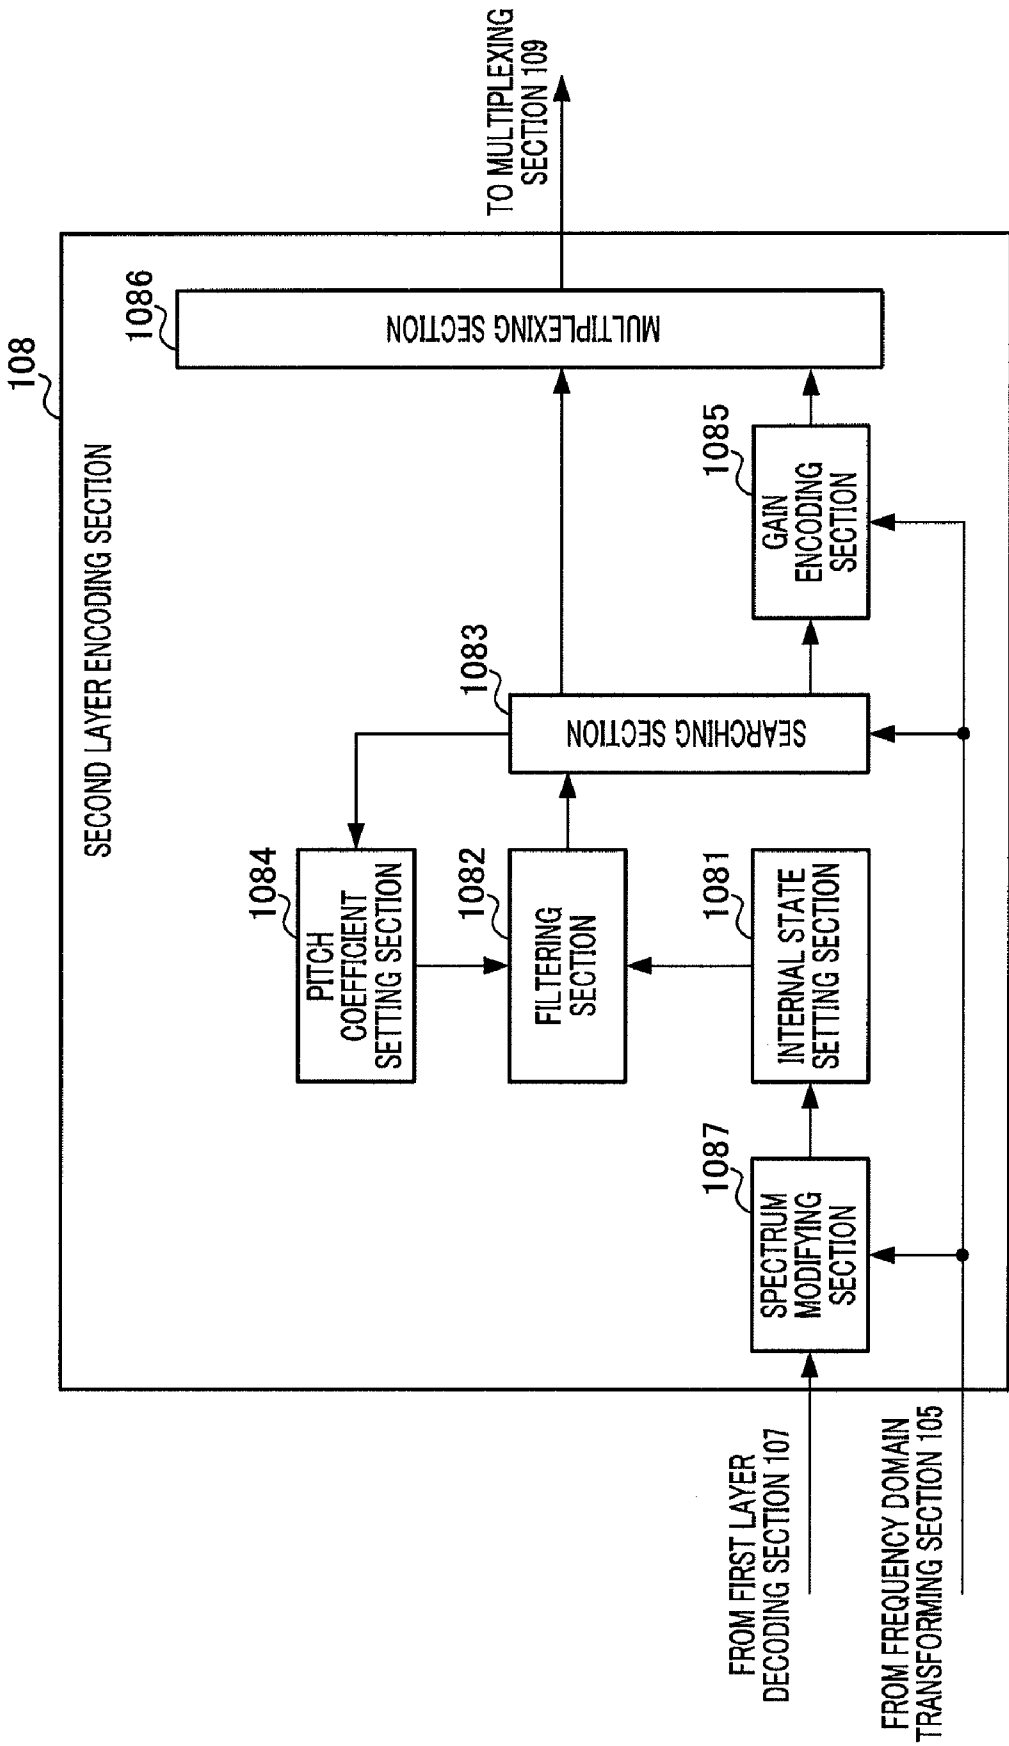 108
SECOND LAYER ENCODING SECTION
1084
PITCH
COEFFICIENT
SETTING SECTION
1083
SEARCHING SECTION
1086
MULTIPLEXING SECTION
TO MULTIPLEXING
SECTION 109
1082
FILTERING
SECTION
1087
SPECTRUM
MODIFYING
SECTION
1081
INTERNAL STATE
SETTING SECTION
1085
GAIN
ENCODING
SECTION
FROM FIRST LAYER
DECODING SECTION 107
FROM FREQUENCY DOMAIN
TRANSFORMING SECTION 105